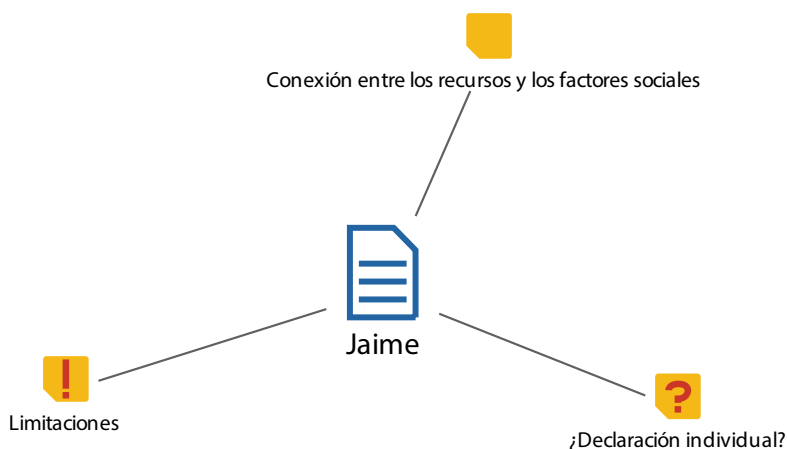 Conexión entre los recursos y los factores sociales
Jaime
!
Limitaciones
?
¿Declaración individual?